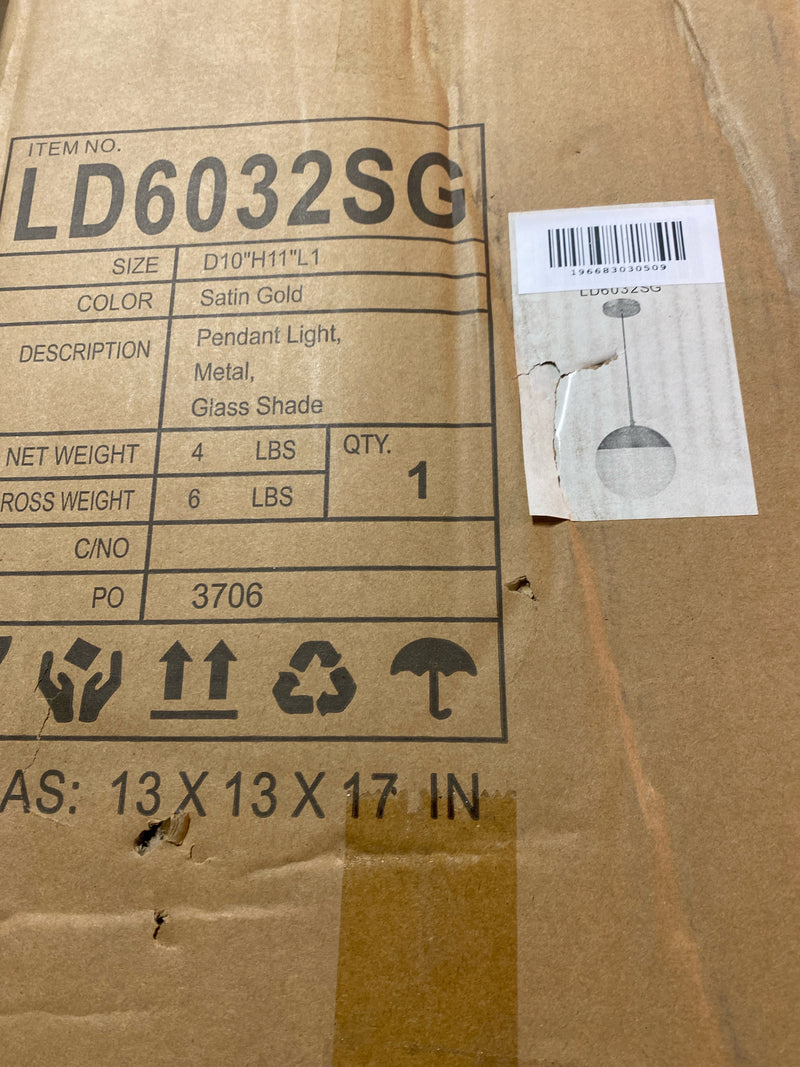 ITEM NO.
LD6032SG
SIZE D10"H11"L1
COLOR Satin Gold
DESCRIPTION Pendant Light,
Metal,
Glass Shade
NET WEIGHT 4 LBS QTY. 1
ROSS WEIGHT 6 LBS
C/NO
PO 3706
AS: 13 X 13 X 17 IN
196683030509
LD6032SG